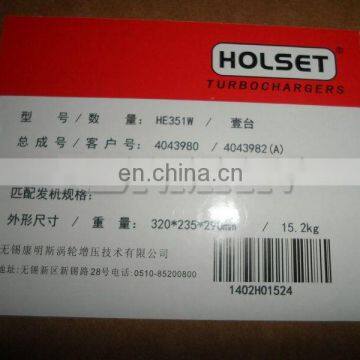 HOLSET
TURBOCHARGERS
型 号 / 数 量: HE351W / 壹台
总成号 / 客户号: 4043980 / 4043982(A)
en.china.cn
匹配发机规格:
外形尺寸 / 重 量: 320*235*290mm / 15.2kg
无锡康明斯涡轮增压技术有限公司
无锡新区新锡路28号电话: 0510-85200800
1402H01524